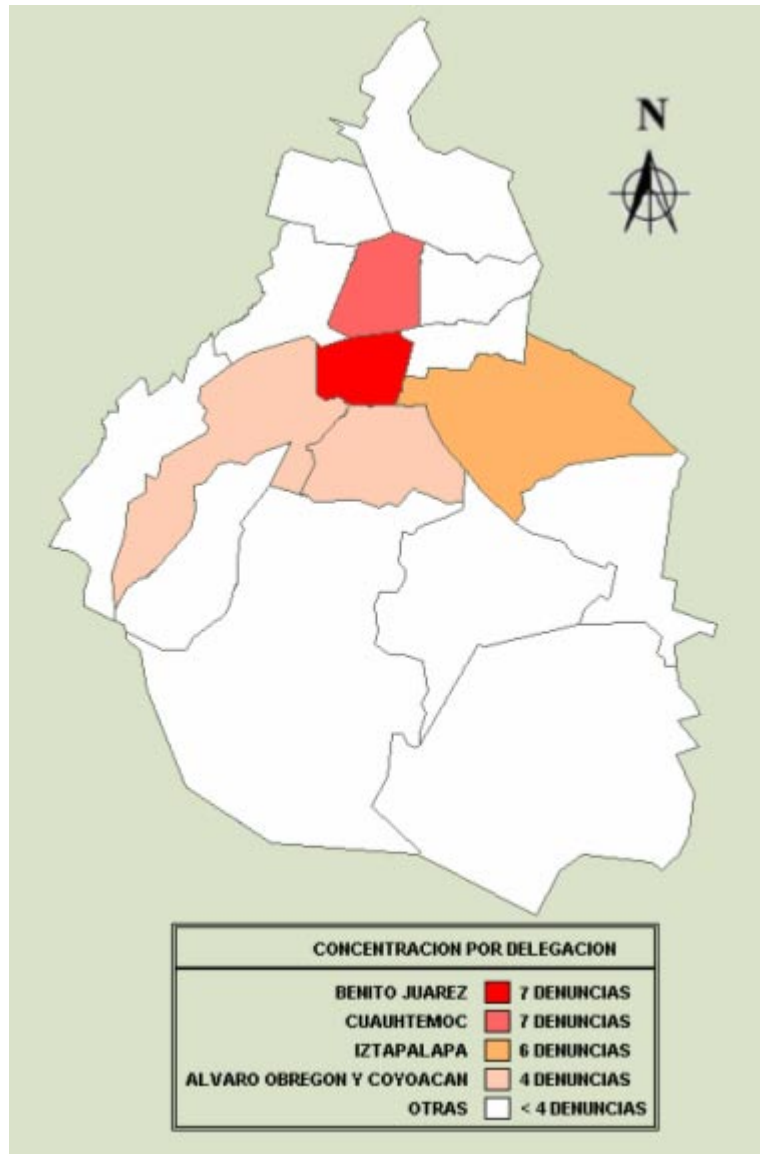 N
CONCENTRACION POR DELEGACION
BENITO JUAREZ 7 DENUNCIAS
CUAUHTEMOC 7 DENUNCIAS
IZTAPALAPA 6 DENUNCIAS
ALVARO OBREGON Y COYOACAN 4 DENUNCIAS
OTRAS < 4 DENUNCIAS